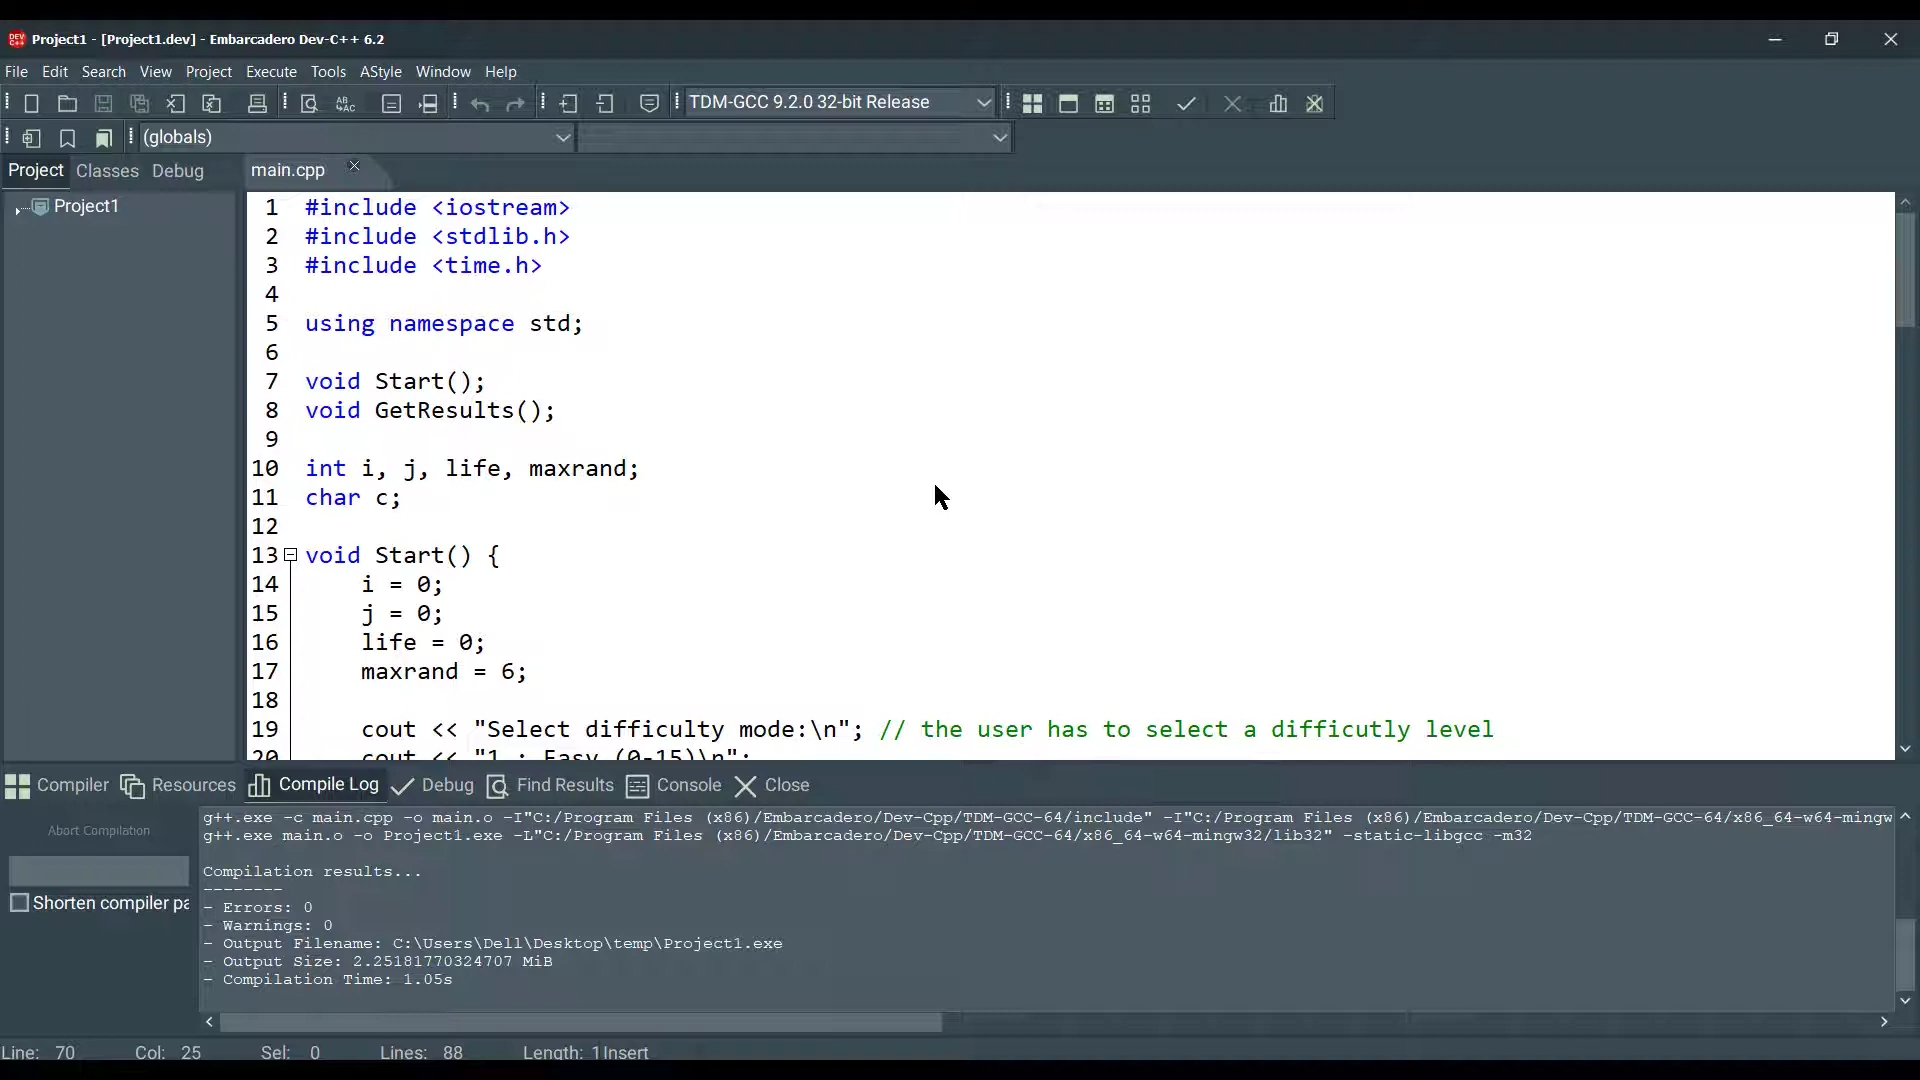 Project1 - [Project1.dev] - Embarcadero Dev-C++ 6.2
File Edit Search View Project Execute Tools AStyle Window Help
TDM-GCC 9.2.0 32-bit Release
(globals)
Project Classes Debug
main.cpp
Project1
1 #include <iostream>
2 #include <stdlib.h>
3 #include <time.h>
4
5 using namespace std;
6
7 void Start();
8 void GetResults();
9
10 int i, j, life, maxrand;
11 char c;
12
13 void Start() {
14 i = 0;
15 j = 0;
16 life = 0;
17 maxrand = 6;
18
19 cout << "Select difficulty mode:\n"; // the user has to select a difficutly level
20 cout << "1 : Easy (0-15)\n";
Compiler Resources Compile Log Debug Find Results Console Close
Abort Compilation
Shorten compiler pa
g++.exe -c main.cpp -o main.o -I"C:/Program Files (x86)/Embarcadero/Dev-Cpp/TDM-GCC-64/include" -I"C:/Program Files (x86)/Embarcadero/Dev-Cpp/TDM-GCC-64/x86_64-w64-mingw
g++.exe main.o -o Project1.exe -L"C:/Program Files (x86)/Embarcadero/Dev-Cpp/TDM-GCC-64/x86_64-w64-mingw32/lib32" -static-libgcc -m32
Compilation results...
--------
- Errors: 0
- Warnings: 0
- Output Filename: C:\Users\Dell\Desktop\temp\Project1.exe
- Output Size: 2.25181770324707 MiB
- Compilation Time: 1.05s
Line: 70 Col: 25 Sel: 0 Lines: 88 Length: 1 Insert